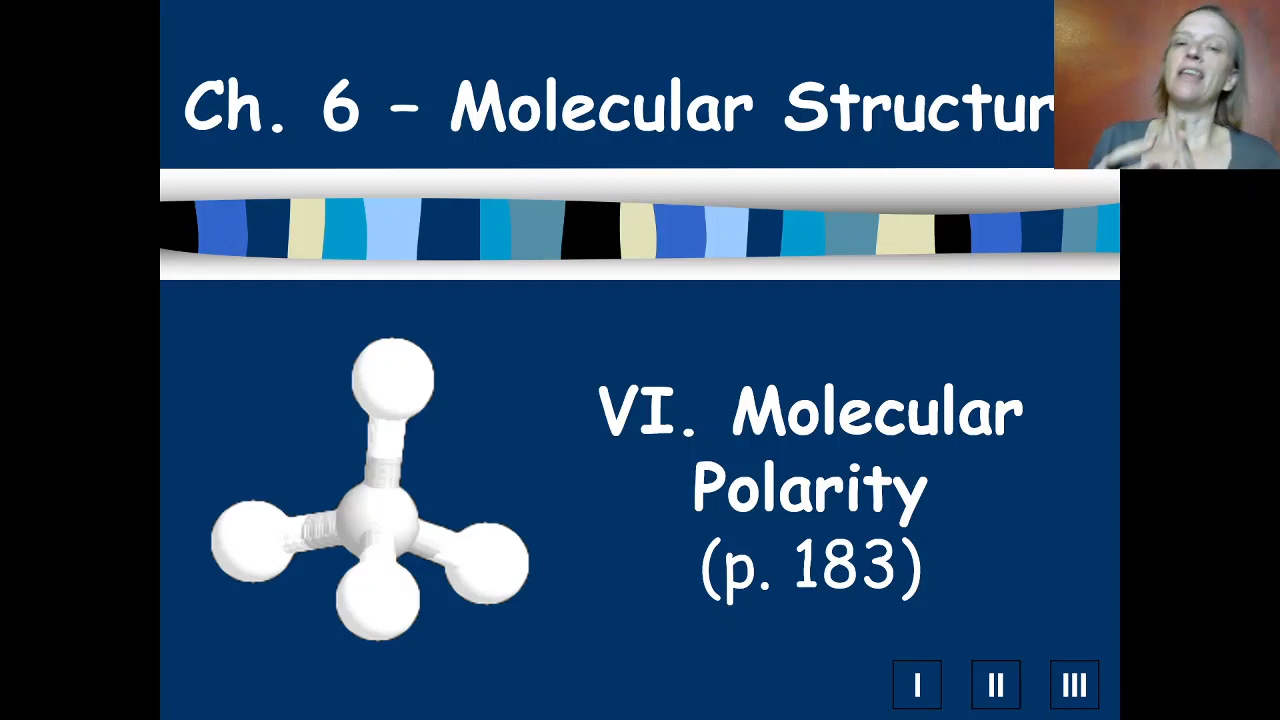 Ch. 6 – Molecular Structur
VI. Molecular
Polarity
(p. 183)
I II III